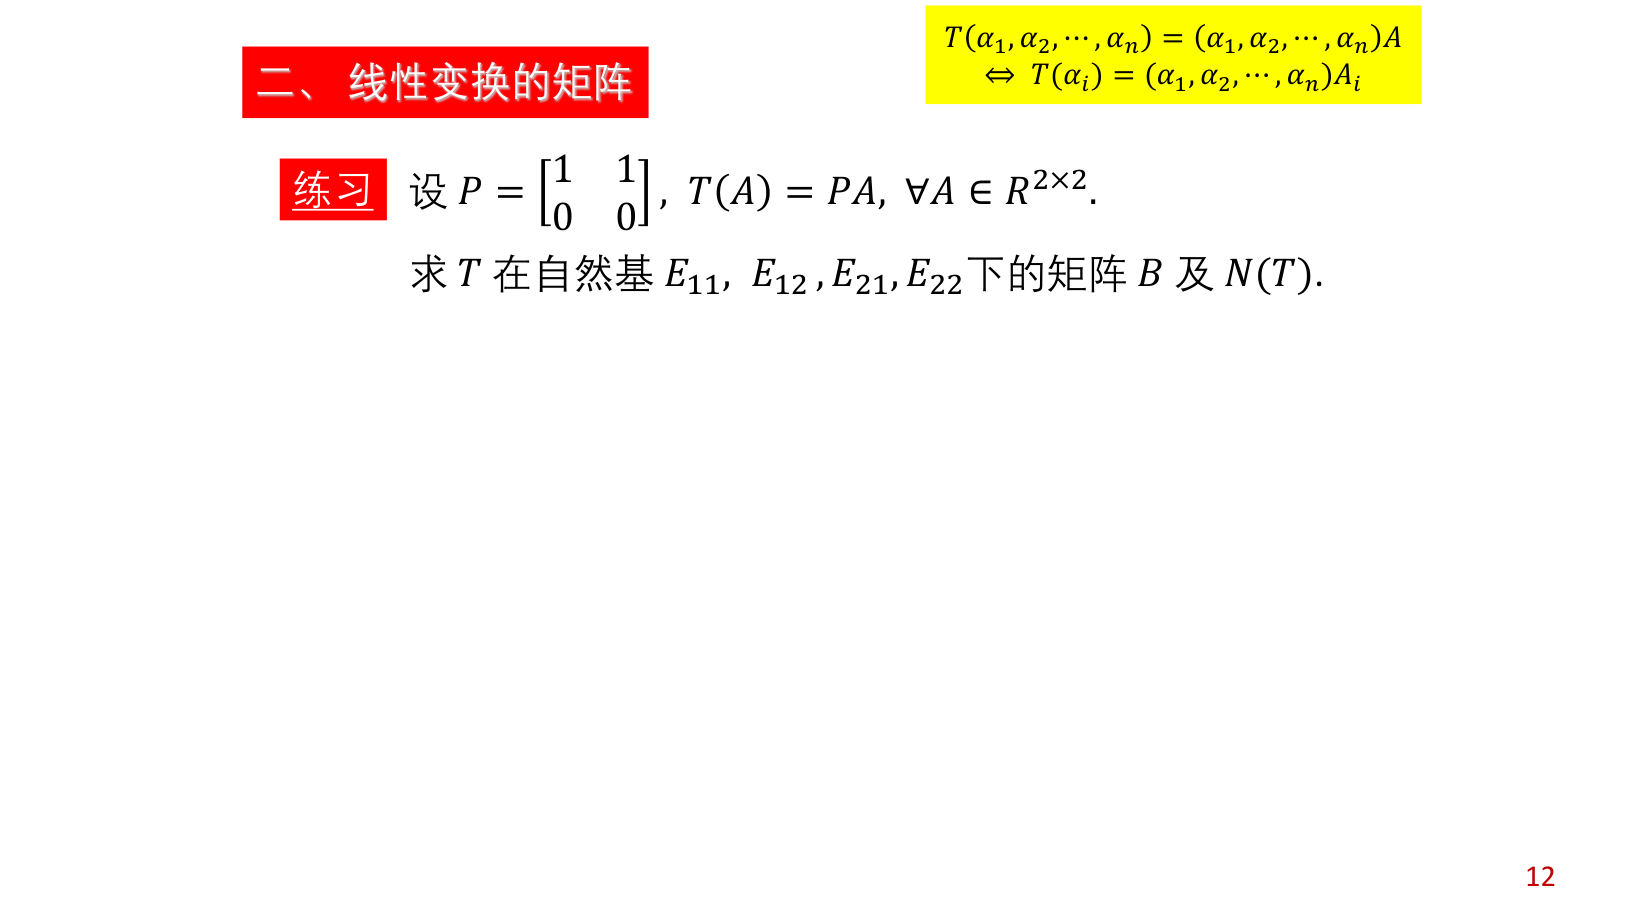 二、 线性变换的矩阵
T(α₁, α₂, ⋯, αₙ) = (α₁, α₂, ⋯, αₙ)A
⇔ T(αᵢ) = (α₁, α₂, ⋯, αₙ)Aᵢ
练习 设 P = [1 1; 0 0], T(A) = PA, ∀A ∈ R²ˣ².
求 T 在自然基 E₁₁, E₁₂, E₂₁, E₂₂ 下的矩阵 B 及 N(T).
12